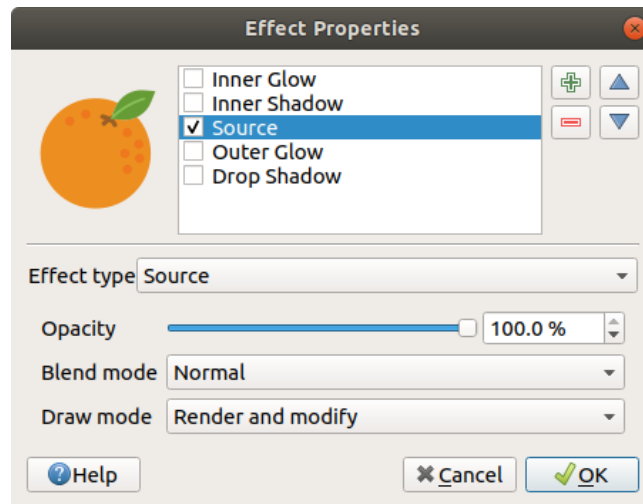 Effect Properties
Inner Glow
Inner Shadow
Source
Outer Glow
Drop Shadow
Effect type Source
Opacity 100.0 %
Blend mode Normal
Draw mode Render and modify
Help Cancel OK